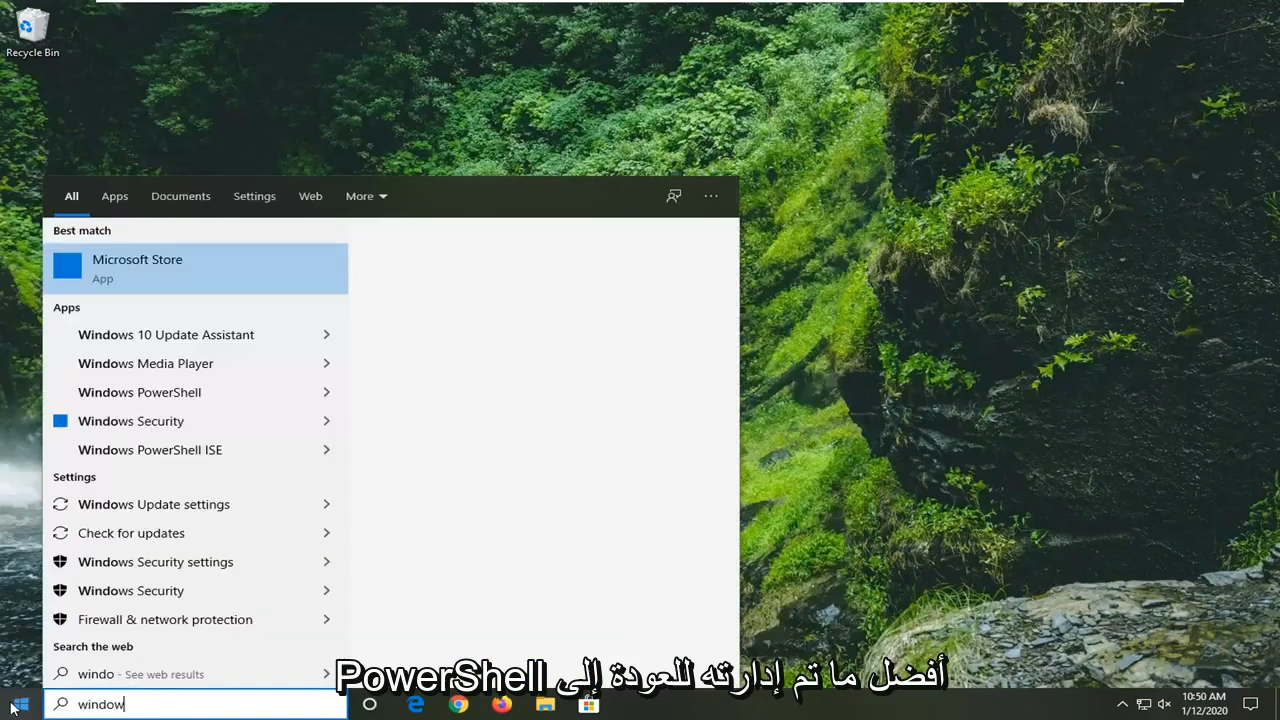 Recycle Bin
All
Apps
Documents
Settings
Web
More
Best match
Microsoft Store
App
Apps
Windows 10 Update Assistant
Windows Media Player
Windows PowerShell
Windows Security
Windows PowerShell ISE
Settings
Windows Update settings
Check for updates
Windows Security settings
Windows Security
Firewall & network protection
Search the web
windo - See web results
أفضل ما تم إدارته للعودة إلى PowerShell
window
10:50 AM
1/12/2020